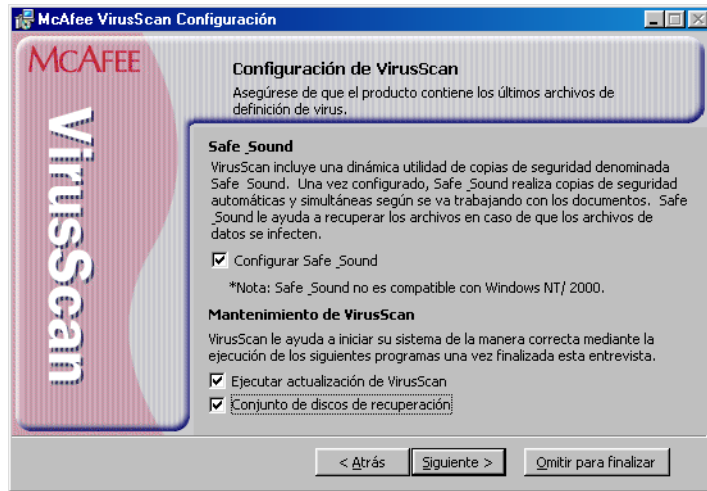 McAfee VirusScan Configuración
MCAFEE
VirusScan
Configuración de VirusScan
Asegúrese de que el producto contiene los últimos archivos de
definición de virus.
Safe _Sound
VirusScan incluye una dinámica utilidad de copias de seguridad denominada
Safe Sound. Una vez configurado, Safe _Sound realiza copias de seguridad
automáticas y simultáneas según se va trabajando con los documentos. Safe
_Sound le ayuda a recuperar los archivos en caso de que los archivos de
datos se infecten.
Configurar Safe _Sound
*Nota: Safe _Sound no es compatible con Windows NT/ 2000.
Mantenimiento de VirusScan
VirusScan le ayuda a iniciar su sistema de la manera correcta mediante la
ejecución de los siguientes programas una vez finalizada esta entrevista.
Ejecutar actualización de VirusScan
Conjunto de discos de recuperación
< Atrás
Siguiente >
Omitir para finalizar